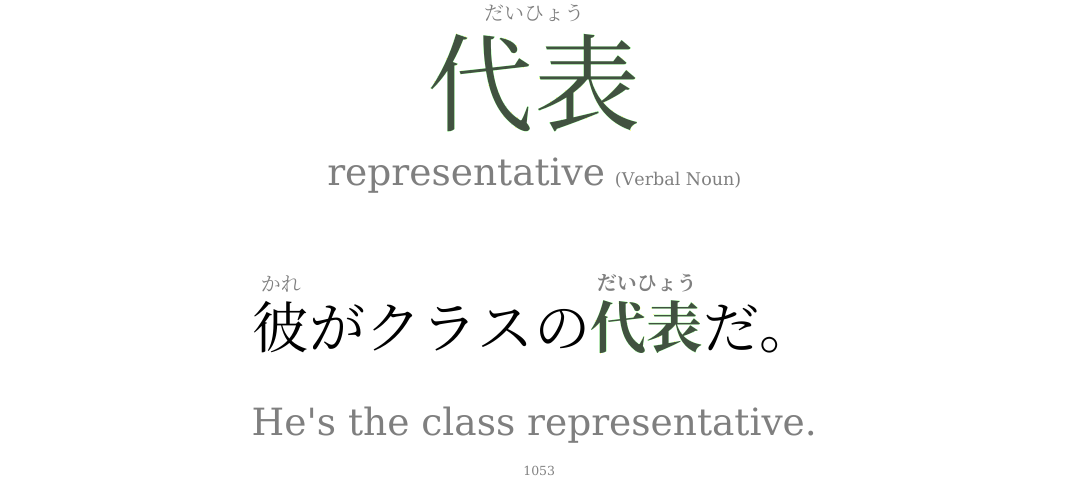 だいひょう
代表
representative (Verbal Noun)
かれ だいひょう
彼がクラスの代表だ。
He's the class representative.
1053